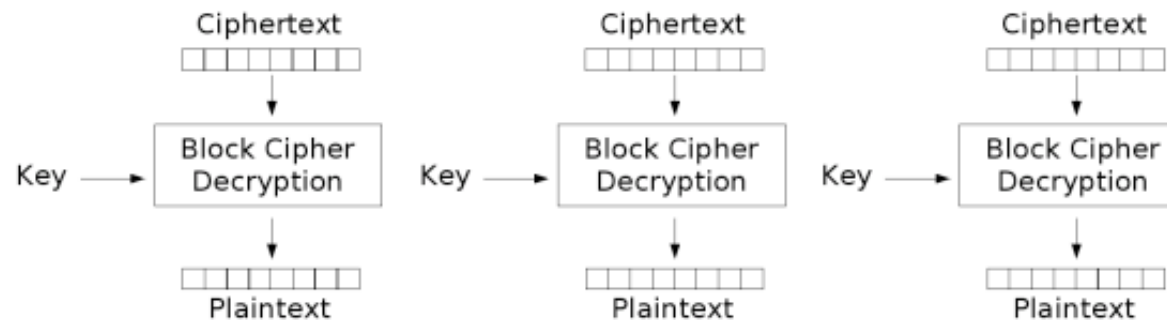 Ciphertext
Ciphertext
Ciphertext
Key
Block Cipher
Decryption
Key
Block Cipher
Decryption
Key
Block Cipher
Decryption
Plaintext
Plaintext
Plaintext